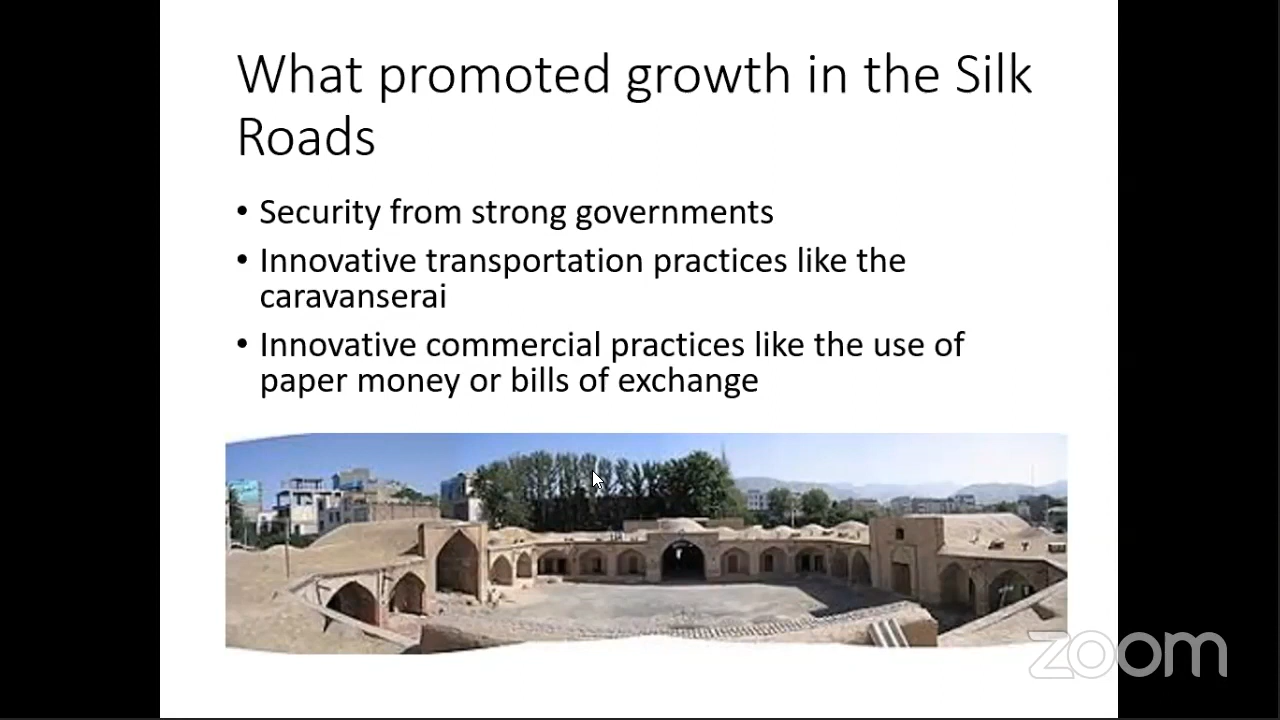 What promoted growth in the Silk
Roads
• Security from strong governments
• Innovative transportation practices like the
caravanserai
• Innovative commercial practices like the use of
paper money or bills of exchange
zoom